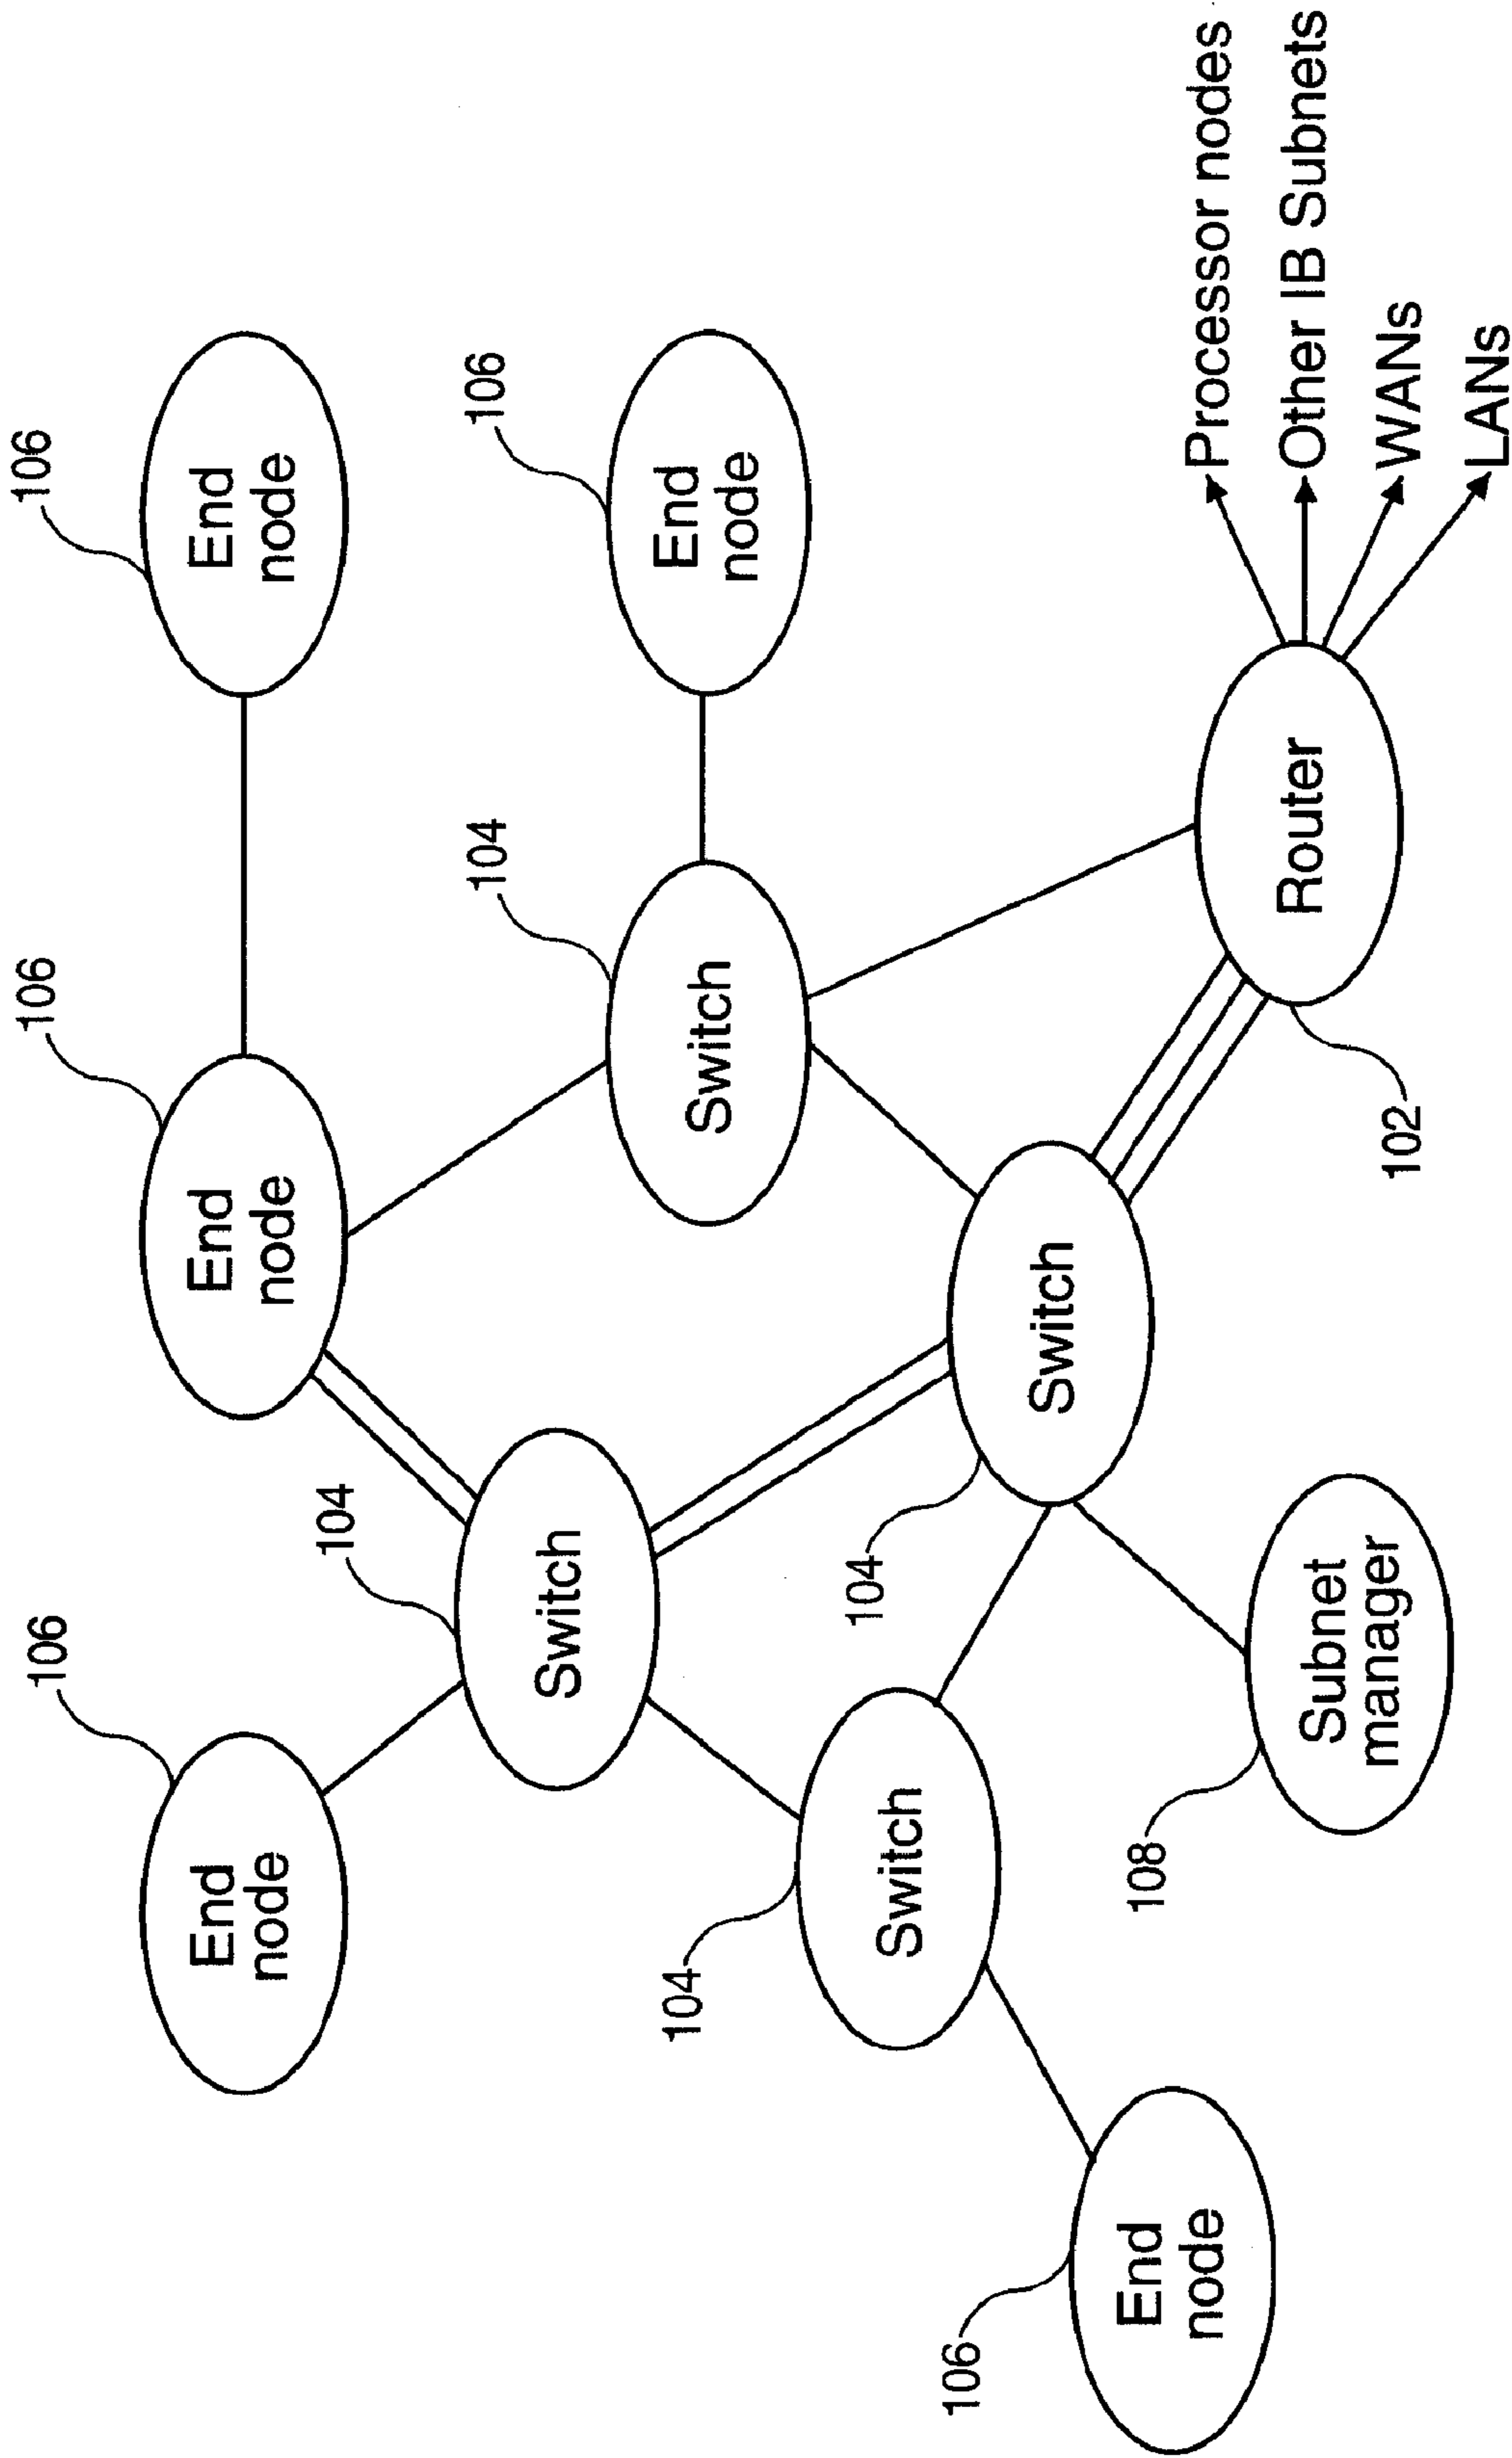 106
106
106
End
node
End
node
End
node
104
104
106
Switch
Switch
End
node
104
104
Switch
Switch
106
108
102
Processor nodes
End
node
Subnet
manager
Router
Other IB Subnets
WANs
LANs